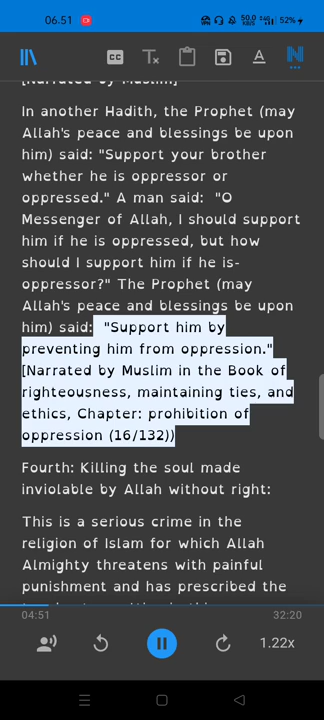 06.51 50.0 52%
CC T A N
[Narrated by Muslim]
In another Hadith, the Prophet (may
Allah's peace and blessings be upon
him) said: "Support your brother
whether he is oppressor or
oppressed." A man said:  "O
Messenger of Allah, I should support
him if he is oppressed, but how
should I support him if he is-
oppressor?" The Prophet (may
Allah's peace and blessings be upon
him) said:  "Support him by
preventing him from oppression."
[Narrated by Muslim in the Book of
righteousness, maintaining ties, and
ethics, Chapter: prohibition of
oppression (16/132))
Fourth: Killing the soul made
inviolable by Allah without right:
This is a serious crime in the
religion of Islam for which Allah
Almighty threatens with painful
punishment and has prescribed the
04:51 32:20
1.22x